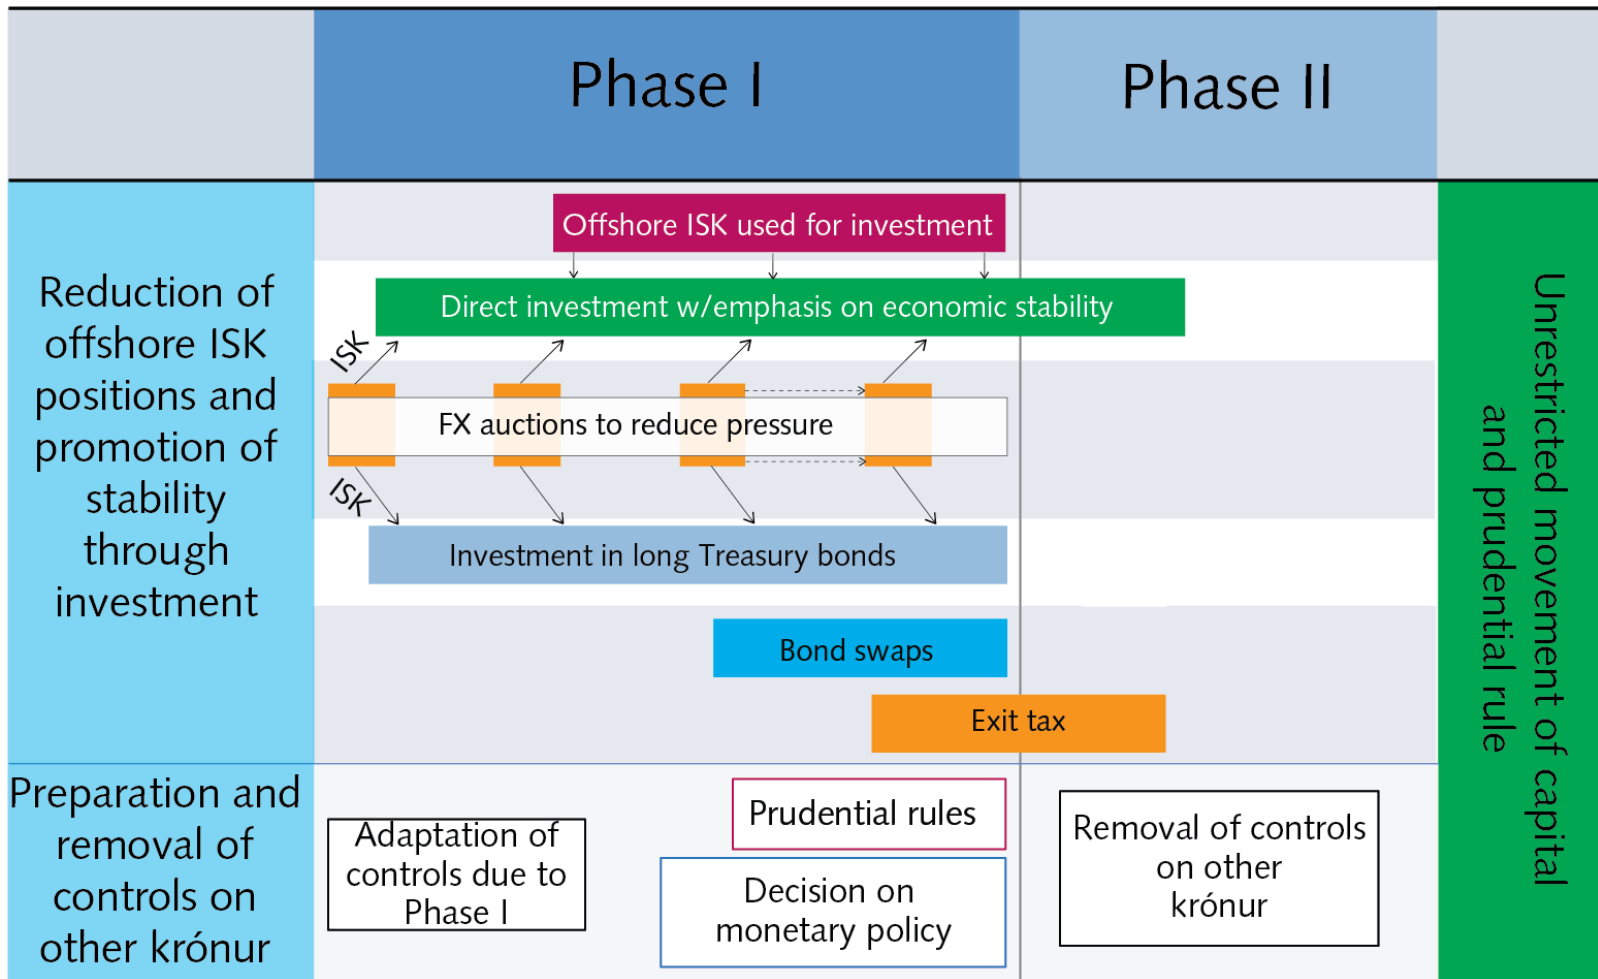 Phase I
Phase II
Reduction of
offshore ISK
positions and
promotion of
stability
through
investment
Offshore ISK used for investment
Direct investment w/emphasis on economic stability
ISK
FX auctions to reduce pressure
ISK
Investment in long Treasury bonds
Bond swaps
Exit tax
Unrestricted movement of capital
and prudential rule
Preparation and
removal of
controls on
other krónur
Adaptation of
controls due to
Phase I
Prudential rules
Decision on
monetary policy
Removal of controls
on other
krónur